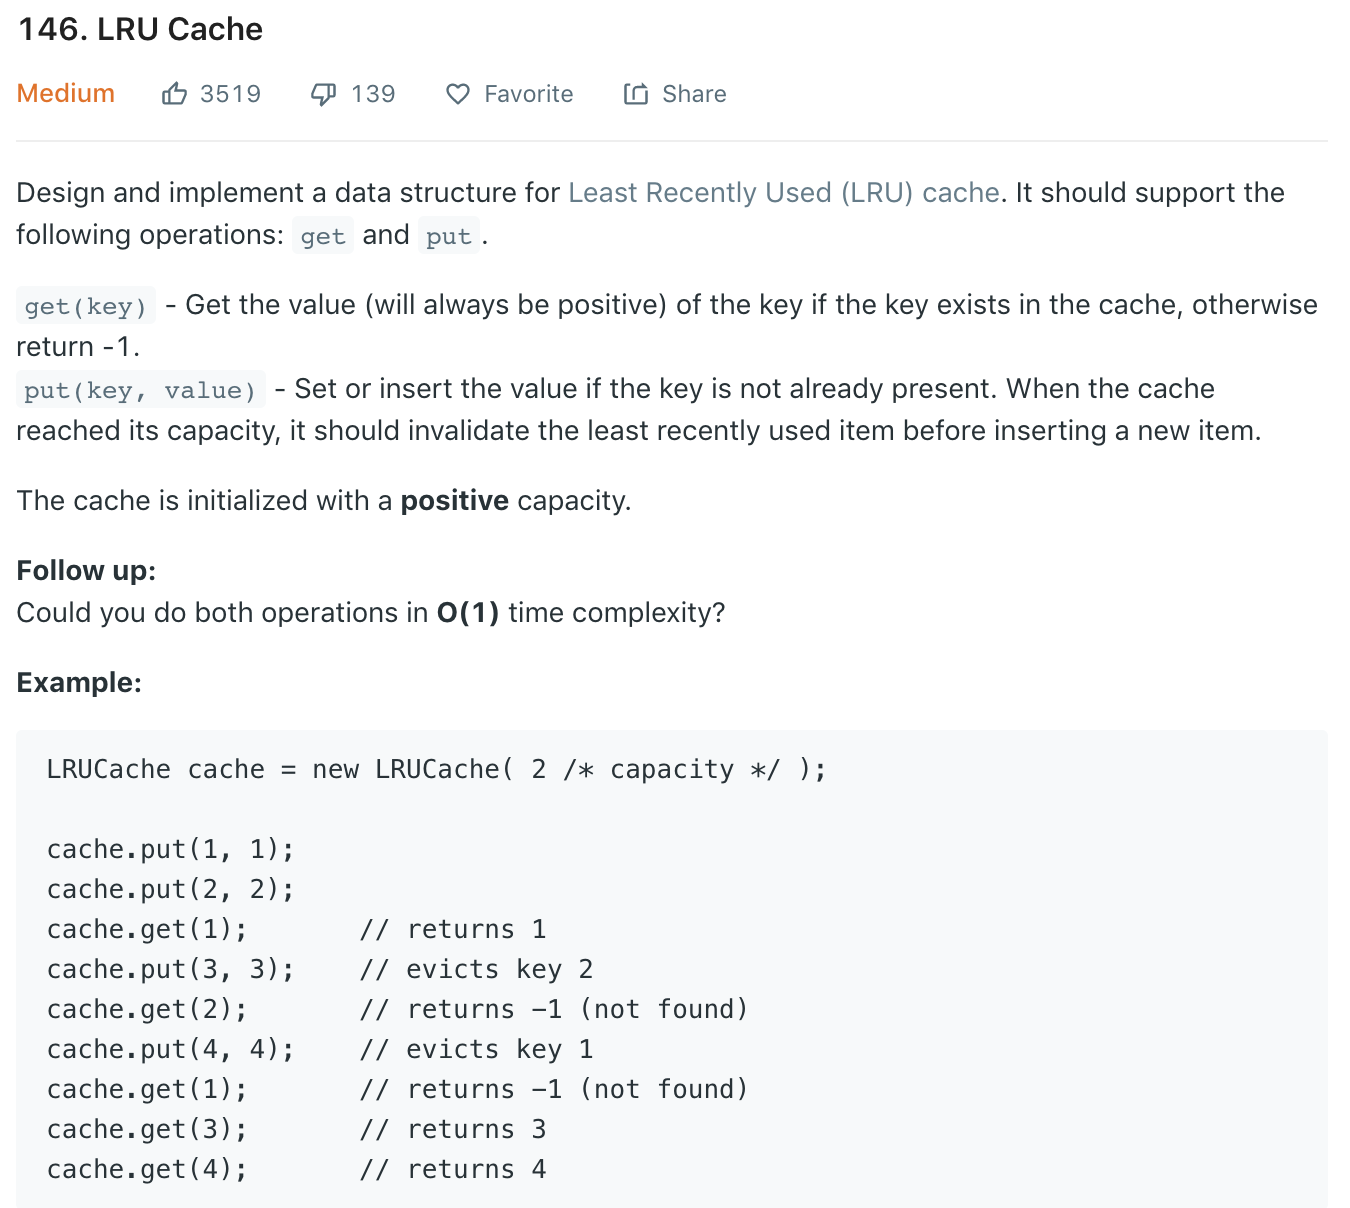 146. LRU Cache
Medium 3519 139 Favorite Share
Design and implement a data structure for Least Recently Used (LRU) cache. It should support the
following operations: get and put.
get(key) - Get the value (will always be positive) of the key if the key exists in the cache, otherwise
return -1.
put(key, value) - Set or insert the value if the key is not already present. When the cache
reached its capacity, it should invalidate the least recently used item before inserting a new item.
The cache is initialized with a positive capacity.
Follow up:
Could you do both operations in O(1) time complexity?
Example:
LRUCache cache = new LRUCache( 2 /* capacity */ );
cache.put(1, 1);
cache.put(2, 2);
cache.get(1);       // returns 1
cache.put(3, 3);    // evicts key 2
cache.get(2);       // returns -1 (not found)
cache.put(4, 4);    // evicts key 1
cache.get(1);       // returns -1 (not found)
cache.get(3);       // returns 3
cache.get(4);       // returns 4